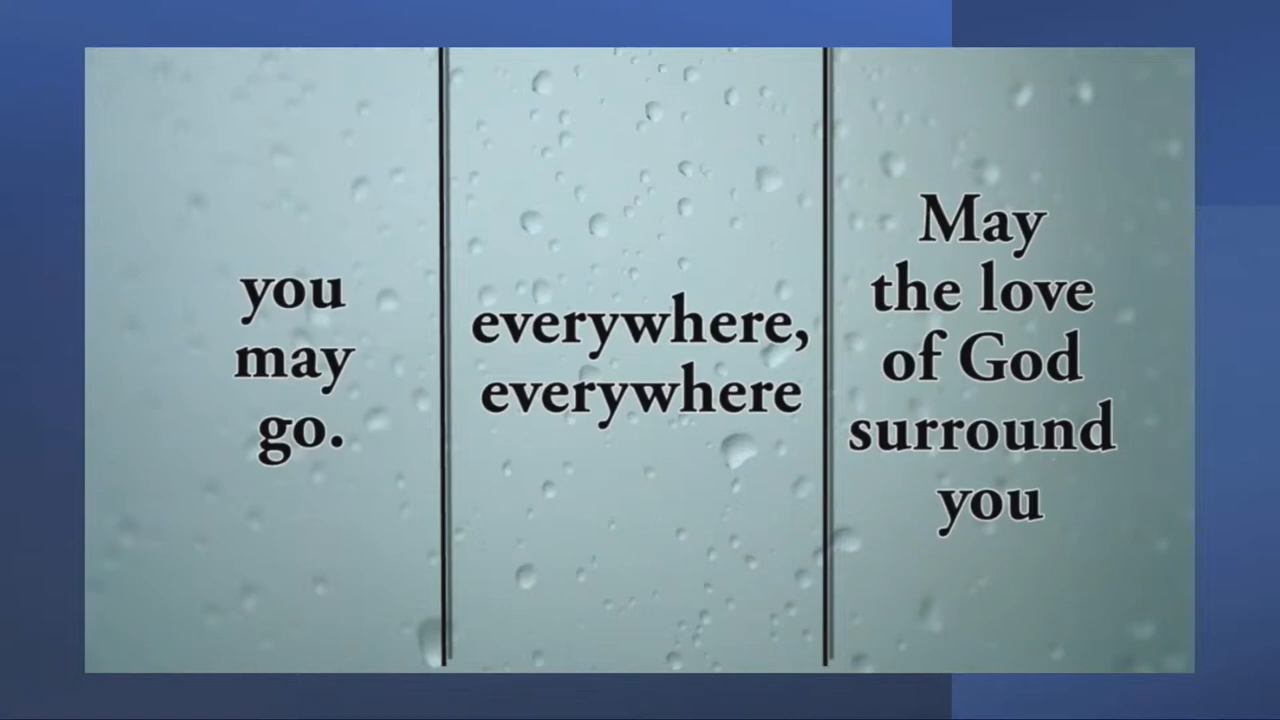 you
may
go.
everywhere,
everywhere
May
the love
of God
surround
you